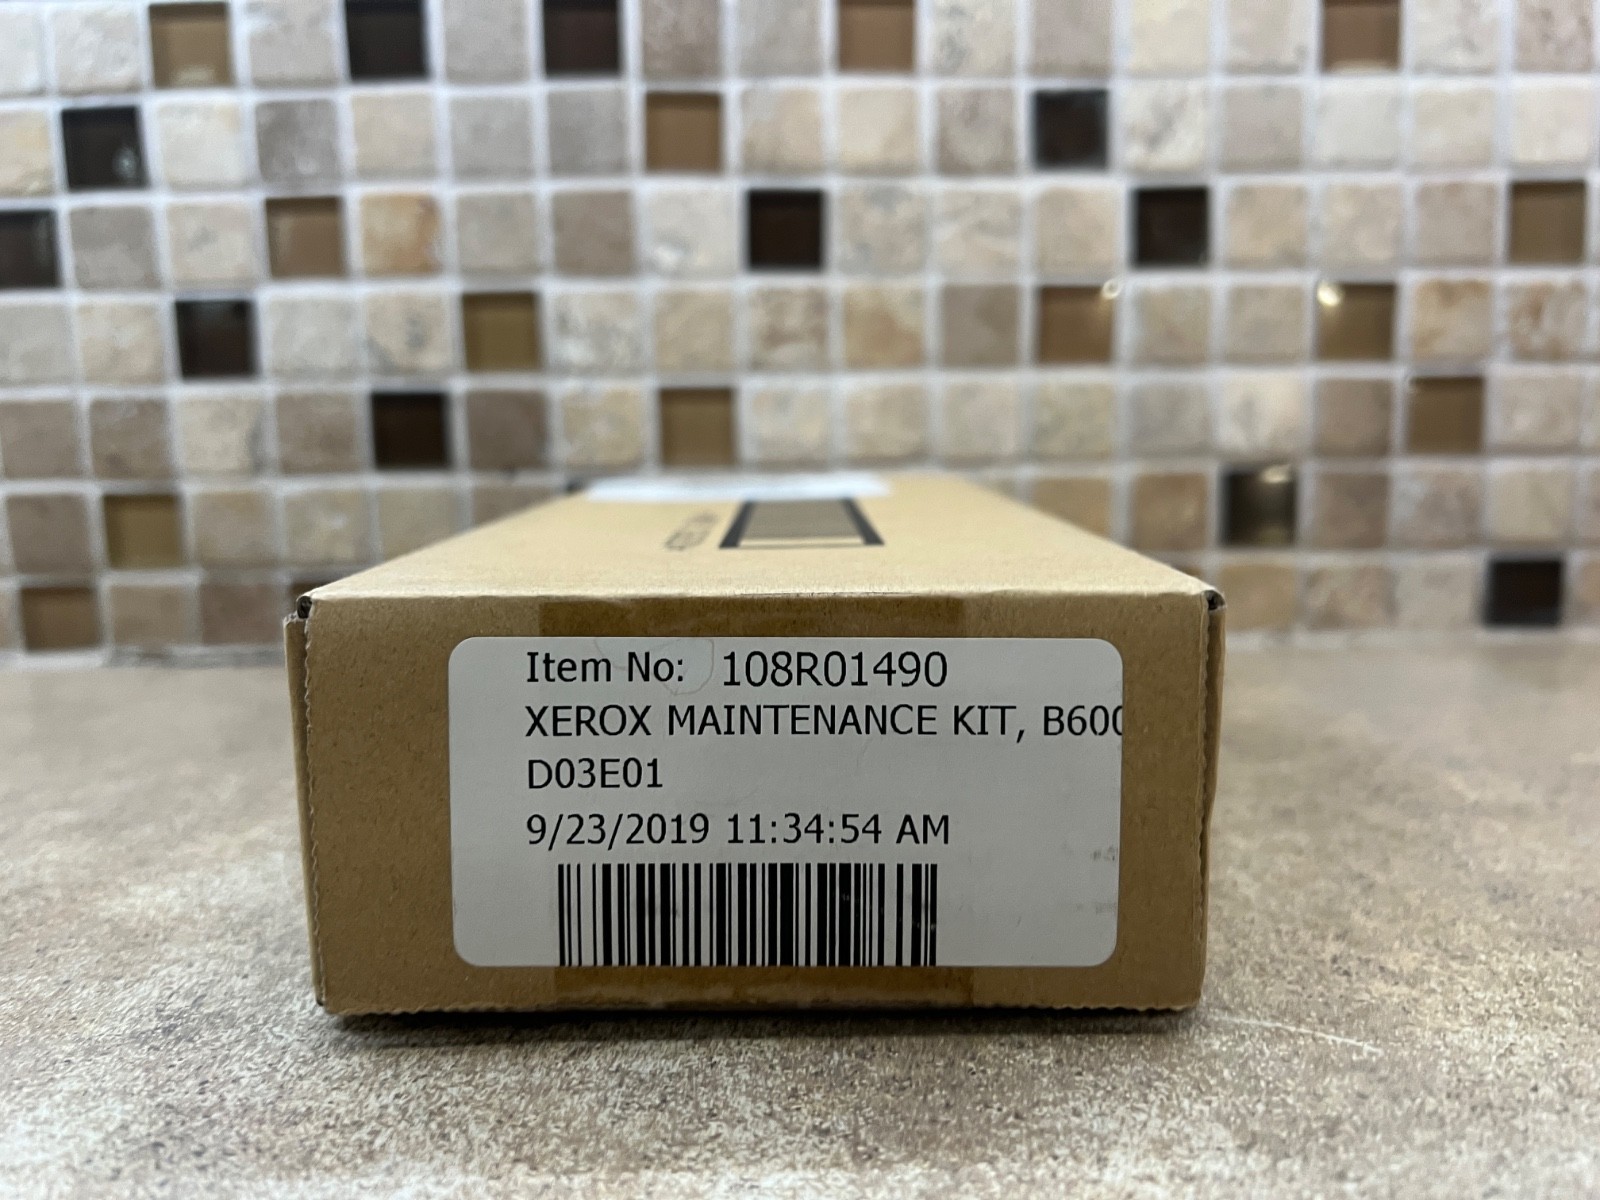 Item No: 108R01490
XEROX MAINTENANCE KIT, B600
D03E01
9/23/2019 11:34:54 AM